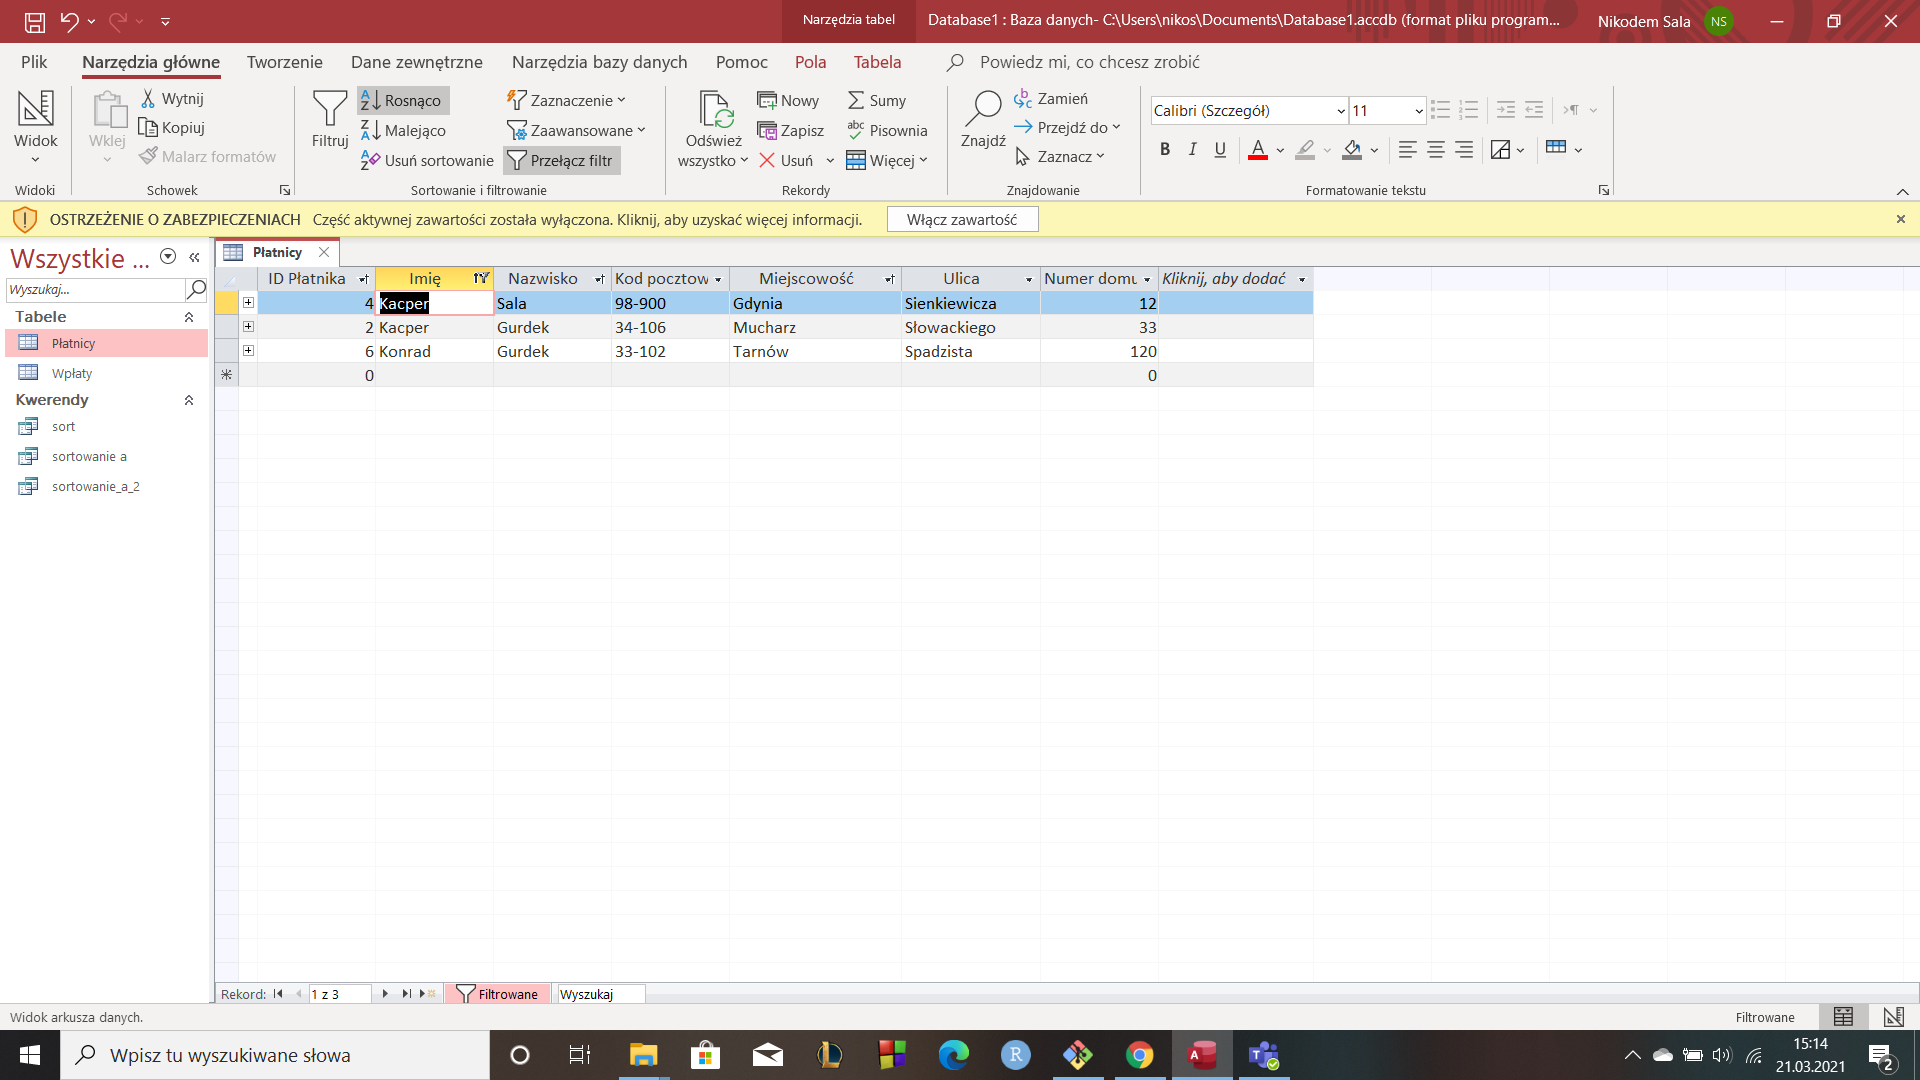 Narzędzia tabel
Database1 : Baza danych- C:\Users\nikos\Documents\Database1.accdb (format pliku program...
Nikodem Sala NS
Plik Narzędzia główne Tworzenie Dane zewnętrzne Narzędzia bazy danych Pomoc Pola Tabela Powiedz mi, co chcesz zrobić
Widok
Widoki
Wklej
Wytnij
Kopiuj
Malarz formatów
Schowek
Filtruj
Rosnąco
Malejąco
Usuń sortowanie
Zaznaczenie
Zaawansowane
Przełącz filtr
Sortowanie i filtrowanie
Odśwież
wszystko
Nowy
Zapisz
Usuń
Sumy
Pisownia
Więcej
Rekordy
Znajdź
Zamień
Przejdź do
Zaznacz
Znajdowanie
Calibri (Szczegół) 11
B I U A
Formatowanie tekstu
OSTRZEŻENIE O ZABEZPIECZENIACH Część aktywnej zawartości została wyłączona. Kliknij, aby uzyskać więcej informacji. Włącz zawartość
Wszystkie ...
Wyszukaj...
Tabele
Płatnicy
Wpłaty
Kwerendy
sort
sortowanie a
sortowanie_a_2
Płatnicy
ID Płatnika Imię Nazwisko Kod pocztow Miejscowość Ulica Numer domu Kliknij, aby dodać
4 Kacper Sala 98-900 Gdynia Sienkiewicza 12
2 Kacper Gurdek 34-106 Mucharz Słowackiego 33
6 Konrad Gurdek 33-102 Tarnów Spadzista 120
0 0
Rekord: 1 z 3 Filtrowane Wyszukaj
Widok arkusza danych. Filtrowane
Wpisz tu wyszukiwane słowa
15:14
21.03.2021
2